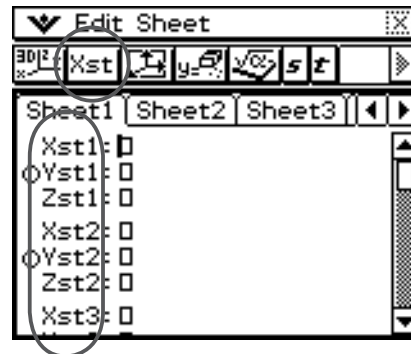 Edit Sheet
Xst s t
Sheet1 Sheet2 Sheet3
Xst1:
Yst1:
Zst1:
Xst2:
Yst2:
Zst2:
Xst3: